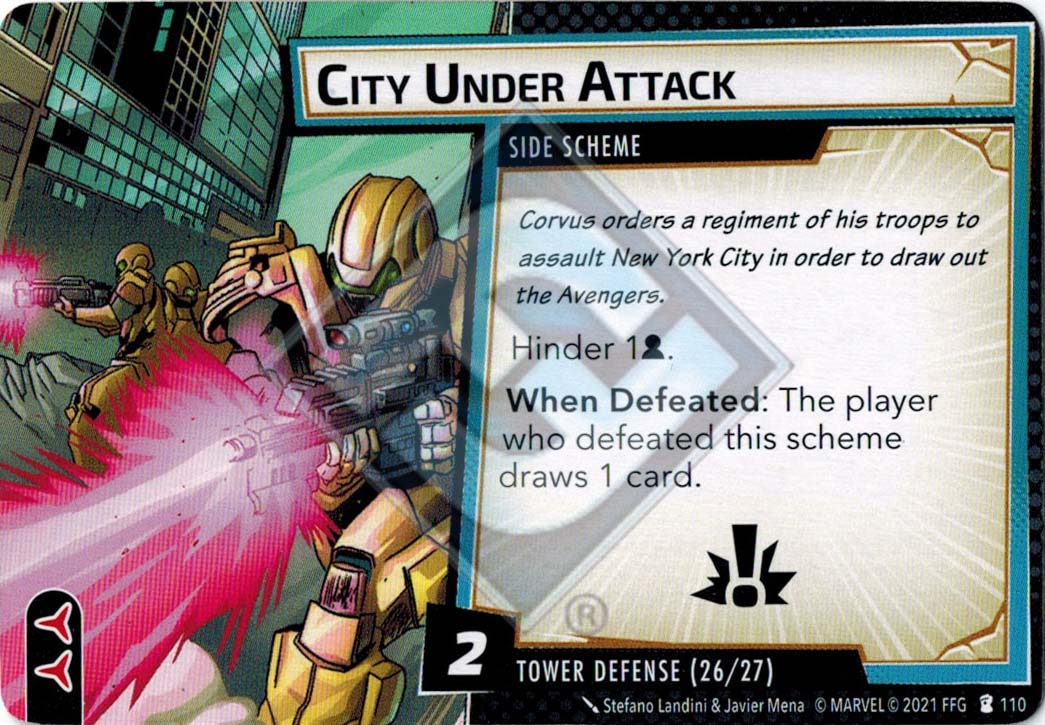 City Under Attack
SIDE SCHEME
Corvus orders a regiment of his troops to
assault New York City in order to draw out
the Avengers.
Hinder 1.
When Defeated: The player
who defeated this scheme
draws 1 card.
®
2
TOWER DEFENSE (26/27)
Stefano Landini & Javier Mena © MARVEL © 2021 FFG 110